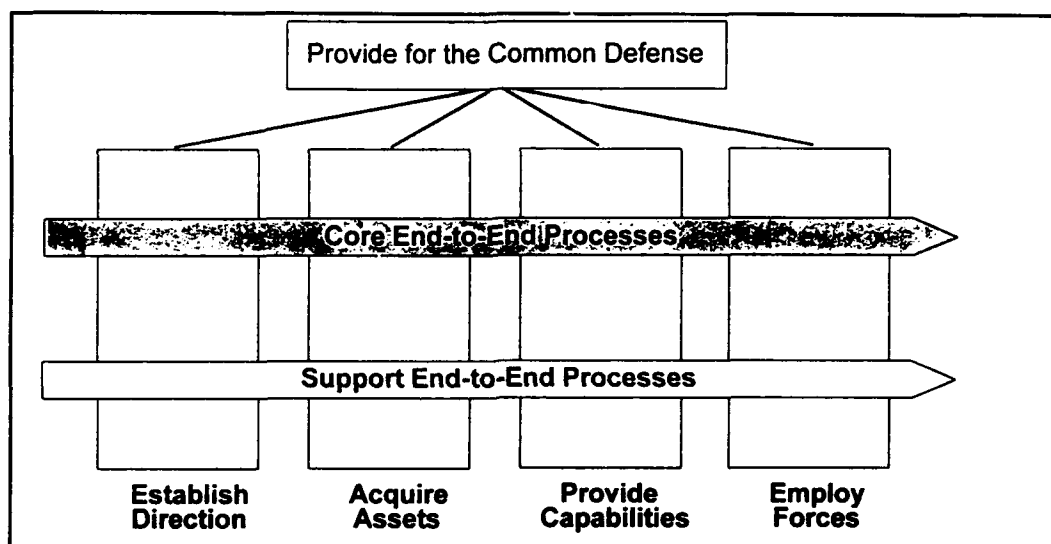 Provide for the Common Defense
Core End-to-End Processes
Support End-to-End Processes
Establish
Direction
Acquire
Assets
Provide
Capabilities
Employ
Forces